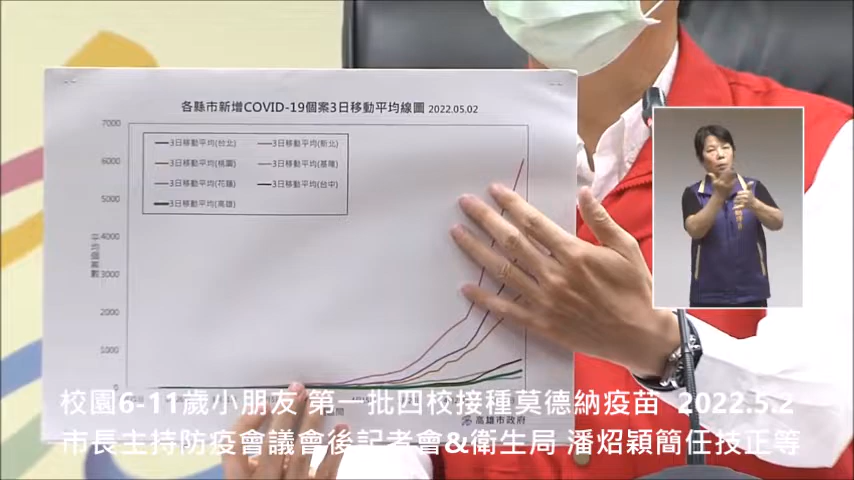 各縣市新增COVID-19個案3日移動平均線圖 2022.05.02
7000
6000
5000
4000
3000
2000
1000
平均個案數
3日移動平均(台北) 3日移動平均(新北)
3日移動平均(桃園) 3日移動平均(基隆)
3日移動平均(花蓮) 3日移動平均(台中)
3日移動平均(高雄)
高雄市政府
校園6-11歲小朋友 第一批四校接種莫德納疫苗 2022.5.2
市長主持防疫會議會後記者會&衛生局 潘炤穎簡任技正等